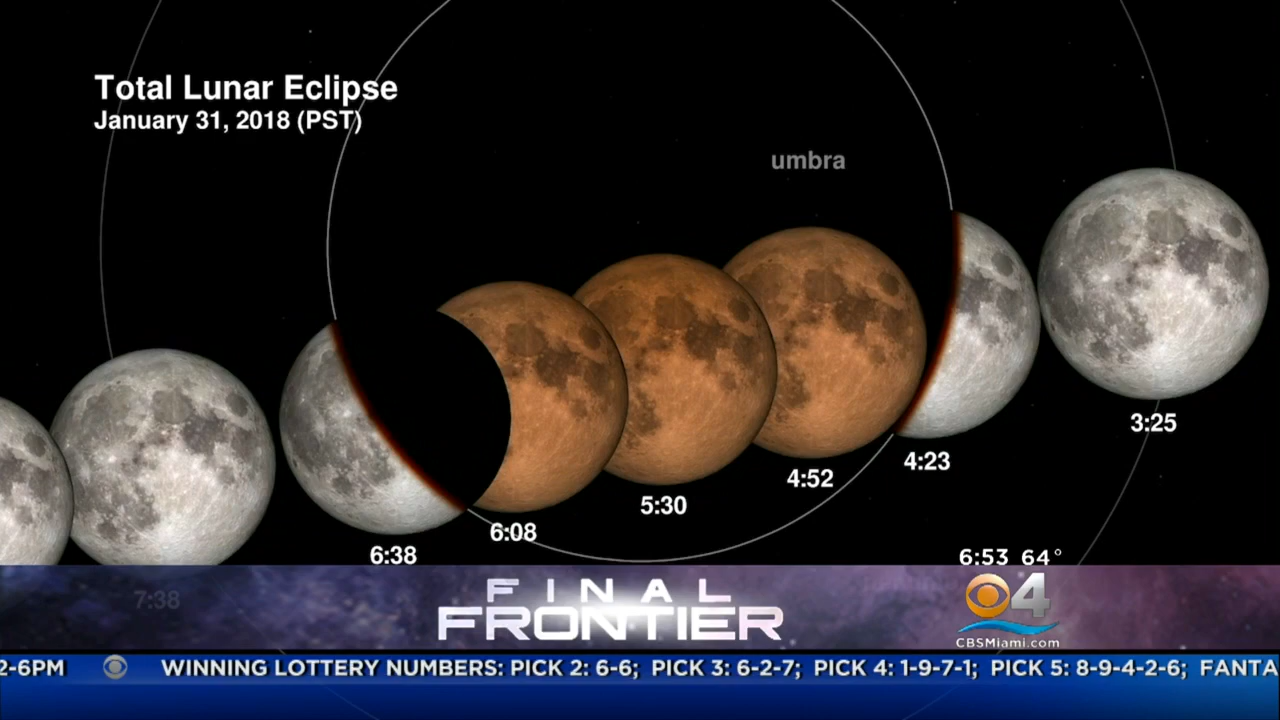 Total Lunar Eclipse
January 31, 2018 (PST)
umbra
3:25
4:23
4:52
5:30
6:08
6:38
7:38
6:53 64°
FINAL
FRONTIER
4
CBSMiami.com
2-6PM WINNING LOTTERY NUMBERS: PICK 2: 6-6; PICK 3: 6-2-7; PICK 4: 1-9-7-1; PICK 5: 8-9-4-2-6; FANTA